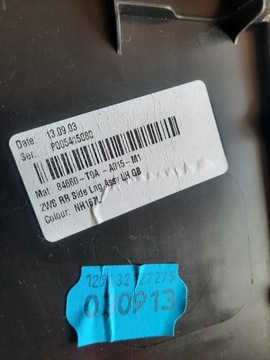 Date: 13.09.03
Ser.: P005415080
Mat: 84660-T0A-A015-M1
2WS RR Side Lng Assy LH GB
Colour: NH167L
030913